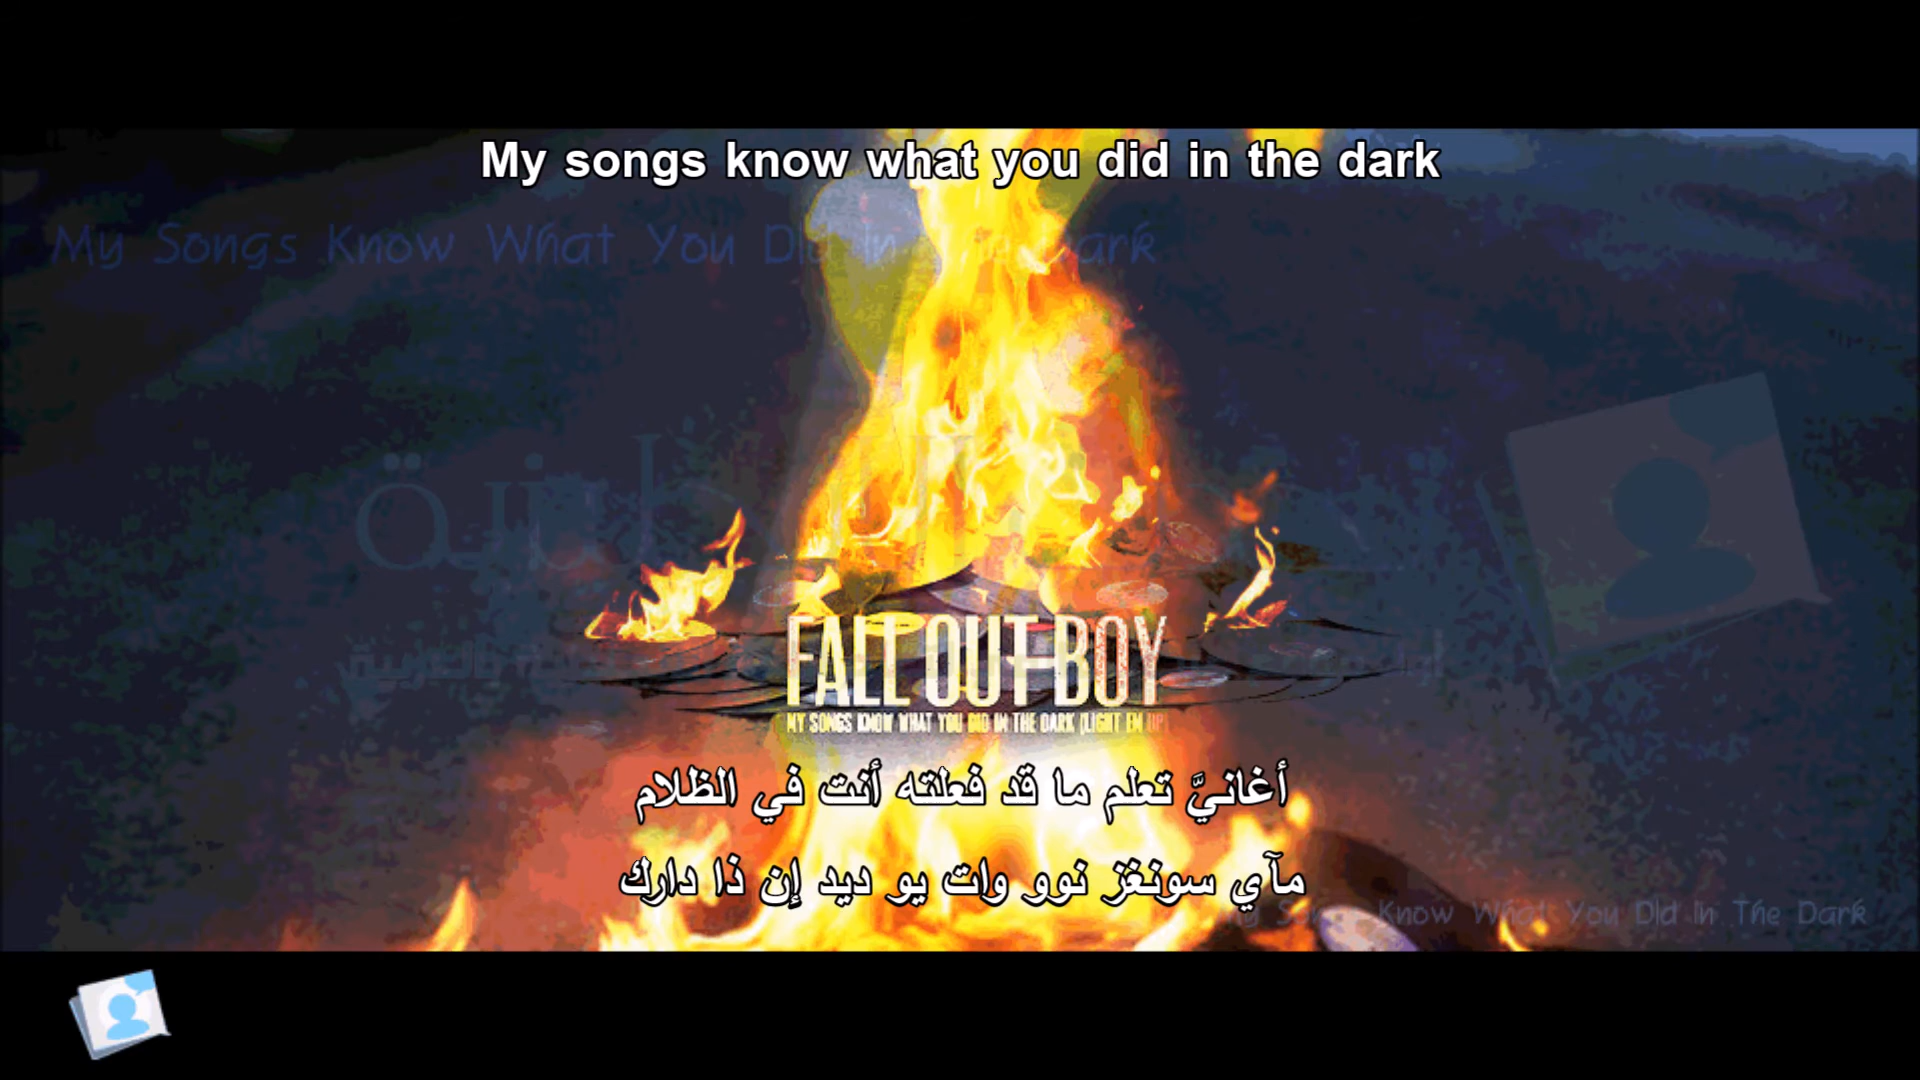 My songs know what you did in the dark
My Songs Know What You Did In The Dark
FALL OUT BOY
MY SONGS KNOW WHAT YOU DID IN THE DARK (LIGHT EM UP)
أغانيَّ تعلم ما قد فعلته أنت في الظلام
مآي سونغز نوو وات يو ديد إن ذا دارك
Songs Know What You Did In The Dark